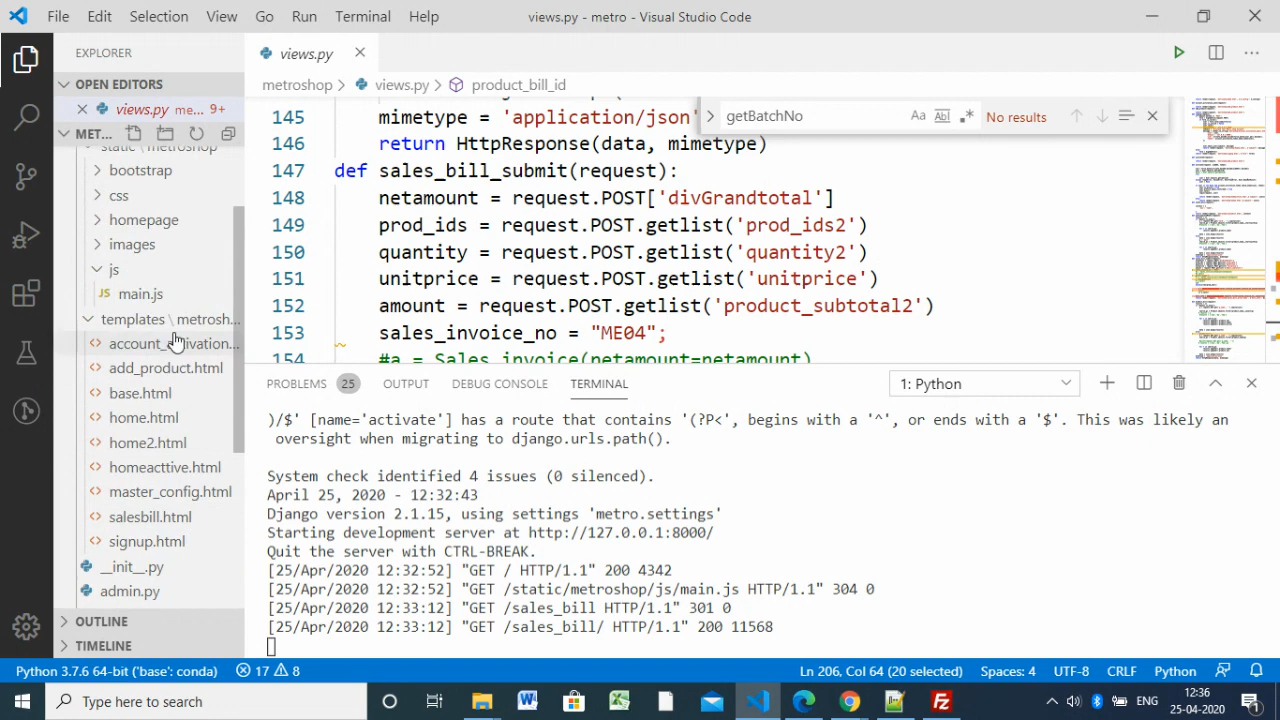 File Edit Selection View Go Run Terminal Help views.py - metro - Visual Studio Code
EXPLORER
views.py
OPEN EDITORS
metroshop views.py product_bill_id
views.py me... 9+
MET...
getBatchNo Aa Abl .* No results
static \ metroshop
bootstrap
css
homepage
images
js
main.js
account_
add_product.html
base.html
home.html
home2.html
homeacttive.html
master_config.html
salesbill.html
signup.html
__init__.py
admin.py
OUTLINE
TIMELINE
145 mimetype = 'application/json'
146 return HttpResponse(data, mimetype)
147 def sales_bill_submit(request):
148 netamount = request.POST['divGrandtotal']
149 prod_ids = request.POST.getlist('prod_ids2')
150 quantity = request.POST.getlist('quantity2')
151 unitprice = request.POST.getlist('unitprice')
152 amount = request.POST.getlist('product_subtotal2')
153 sales_invoice_no = "ME04";
154 #a = Sales_invoice(netamount=netamount)
PROBLEMS 25 OUTPUT DEBUG CONSOLE TERMINAL 1: Python
)/$' [name='activate'] has a route that contains '(?P<', begins with a '^', or ends with a '$'. This was likely an
oversight when migrating to django.urls.path().
System check identified 4 issues (0 silenced).
April 25, 2020 - 12:32:43
Django version 2.1.15, using settings 'metro.settings'
Starting development server at http://127.0.0.1:8000/
Quit the server with CTRL-BREAK.
[25/Apr/2020 12:32:52] "GET / HTTP/1.1" 200 4342
[25/Apr/2020 12:32:52] "GET /static/metroshop/js/main.js HTTP/1.1" 304 0
[25/Apr/2020 12:33:12] "GET /sales_bill HTTP/1.1" 301 0
[25/Apr/2020 12:33:12] "GET /sales_bill/ HTTP/1.1" 200 11568
Python 3.7.6 64-bit ('base': conda) 17 8 Ln 206, Col 64 (20 selected) Spaces: 4 UTF-8 CRLF Python
Type here to search ENG 12:36
25-04-2020 1